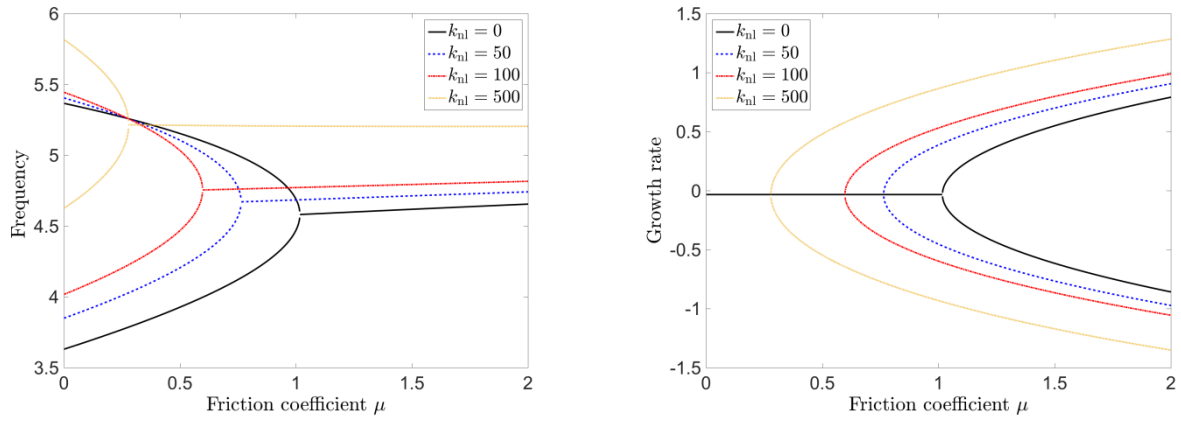 6
5.5
5
4.5
4
3.5
Frequency
0
0.5
1
1.5
2
Friction coefficient μ
k_nl = 0
k_nl = 50
k_nl = 100
k_nl = 500
1.5
1
0.5
0
-0.5
-1
-1.5
Growth rate
0
0.5
1
1.5
2
Friction coefficient μ
k_nl = 0
k_nl = 50
k_nl = 100
k_nl = 500